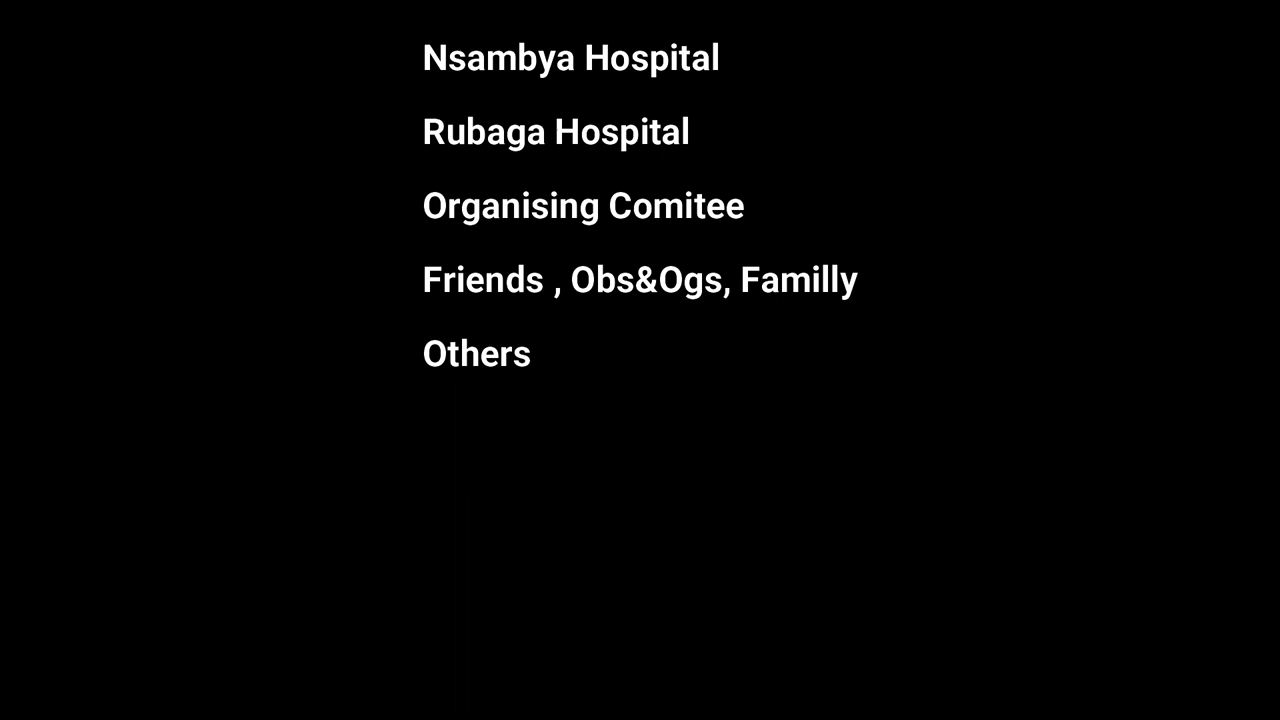 Nsambya Hospital
Rubaga Hospital
Organising Comitee
Friends , Obs&Ogs, Familly
Others